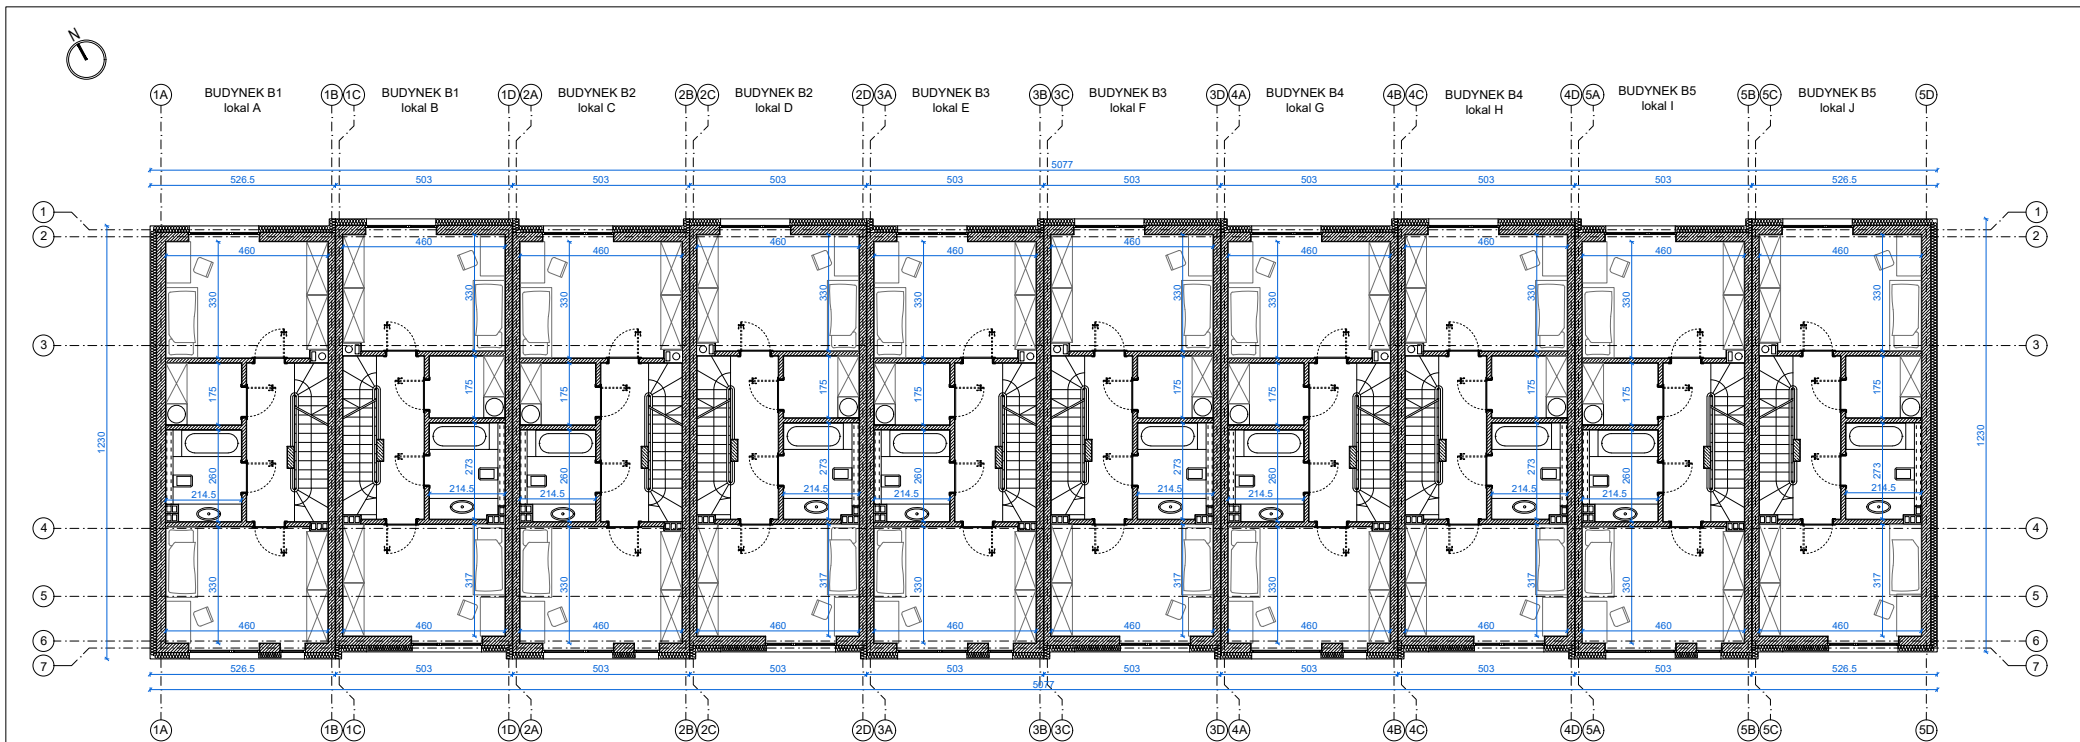 N
1A
BUDYNEK B1
lokal A
1B
1C
BUDYNEK B1
lokal B
1D
2A
BUDYNEK B2
lokal C
2B
2C
BUDYNEK B2
lokal D
2D
3A
BUDYNEK B3
lokal E
3B
3C
BUDYNEK B3
lokal F
3D
4A
BUDYNEK B4
lokal G
4B
4C
BUDYNEK B4
lokal H
4D
5A
BUDYNEK B5
lokal I
5B
5C
BUDYNEK B5
lokal J
5D
5077
526.5 503 503 503 503 503 503 503 503 526.5
1 1
2 2
460 460 460 460 460 460 460 460 460 460
330 330 330 330 330 330 330 330 330 330
3 3
175 175 175 175 175 175 175 175 175 175
1230 1230
260 273 260 273 260 273 260 273 260 273
214.5 214.5 214.5 214.5 214.5 214.5 214.5 214.5 214.5 214.5
4 4
330 317 330 317 330 317 330 317 330 317
5 5
460 460 460 460 460 460 460 460 460 460
6 6
7 7
526.5 503 503 503 503 503 503 503 503 526.5
5077
1A 1B 1C 1D 2A 2B 2C 2D 3A 3B 3C 3D 4A 4B 4C 4D 5A 5B 5C 5D